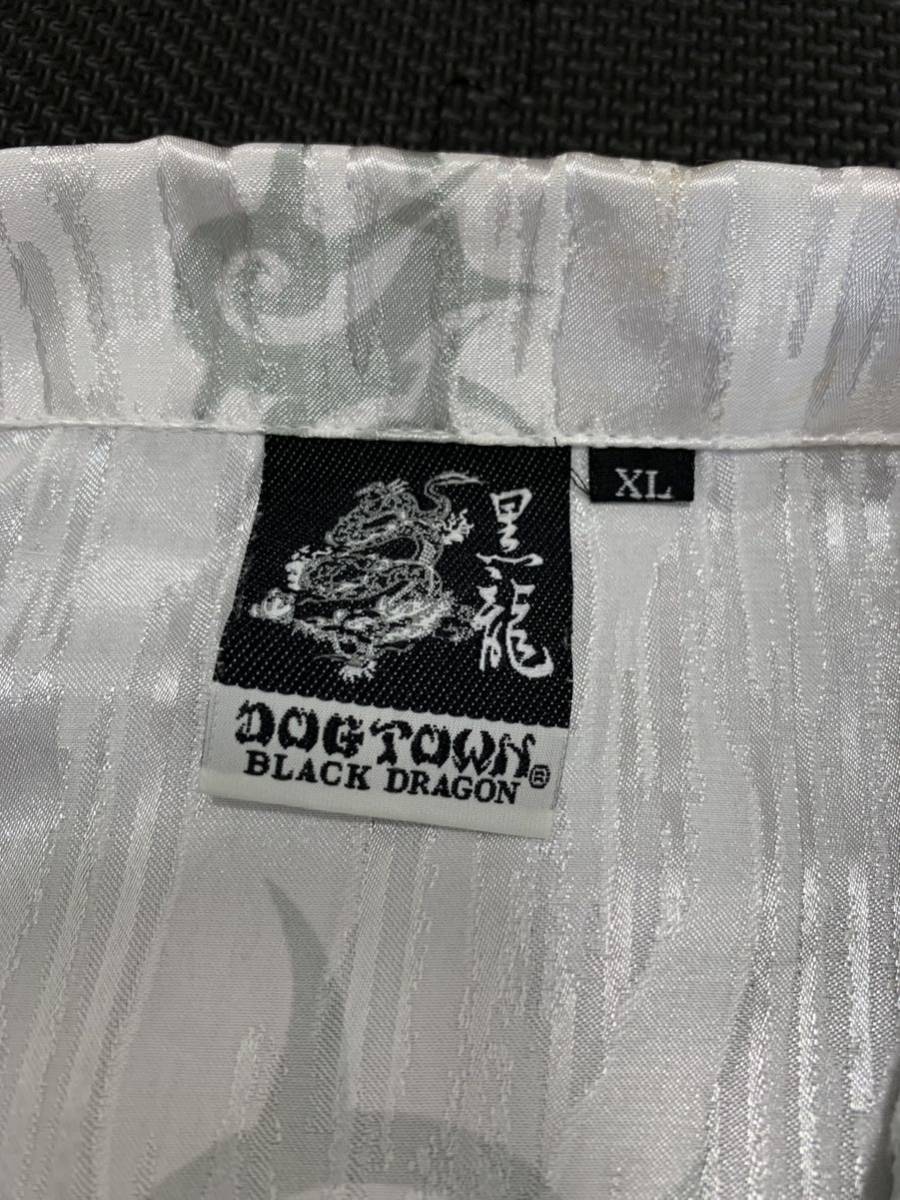 黒龍
XL
DOGTOWN®
BLACK DRAGON